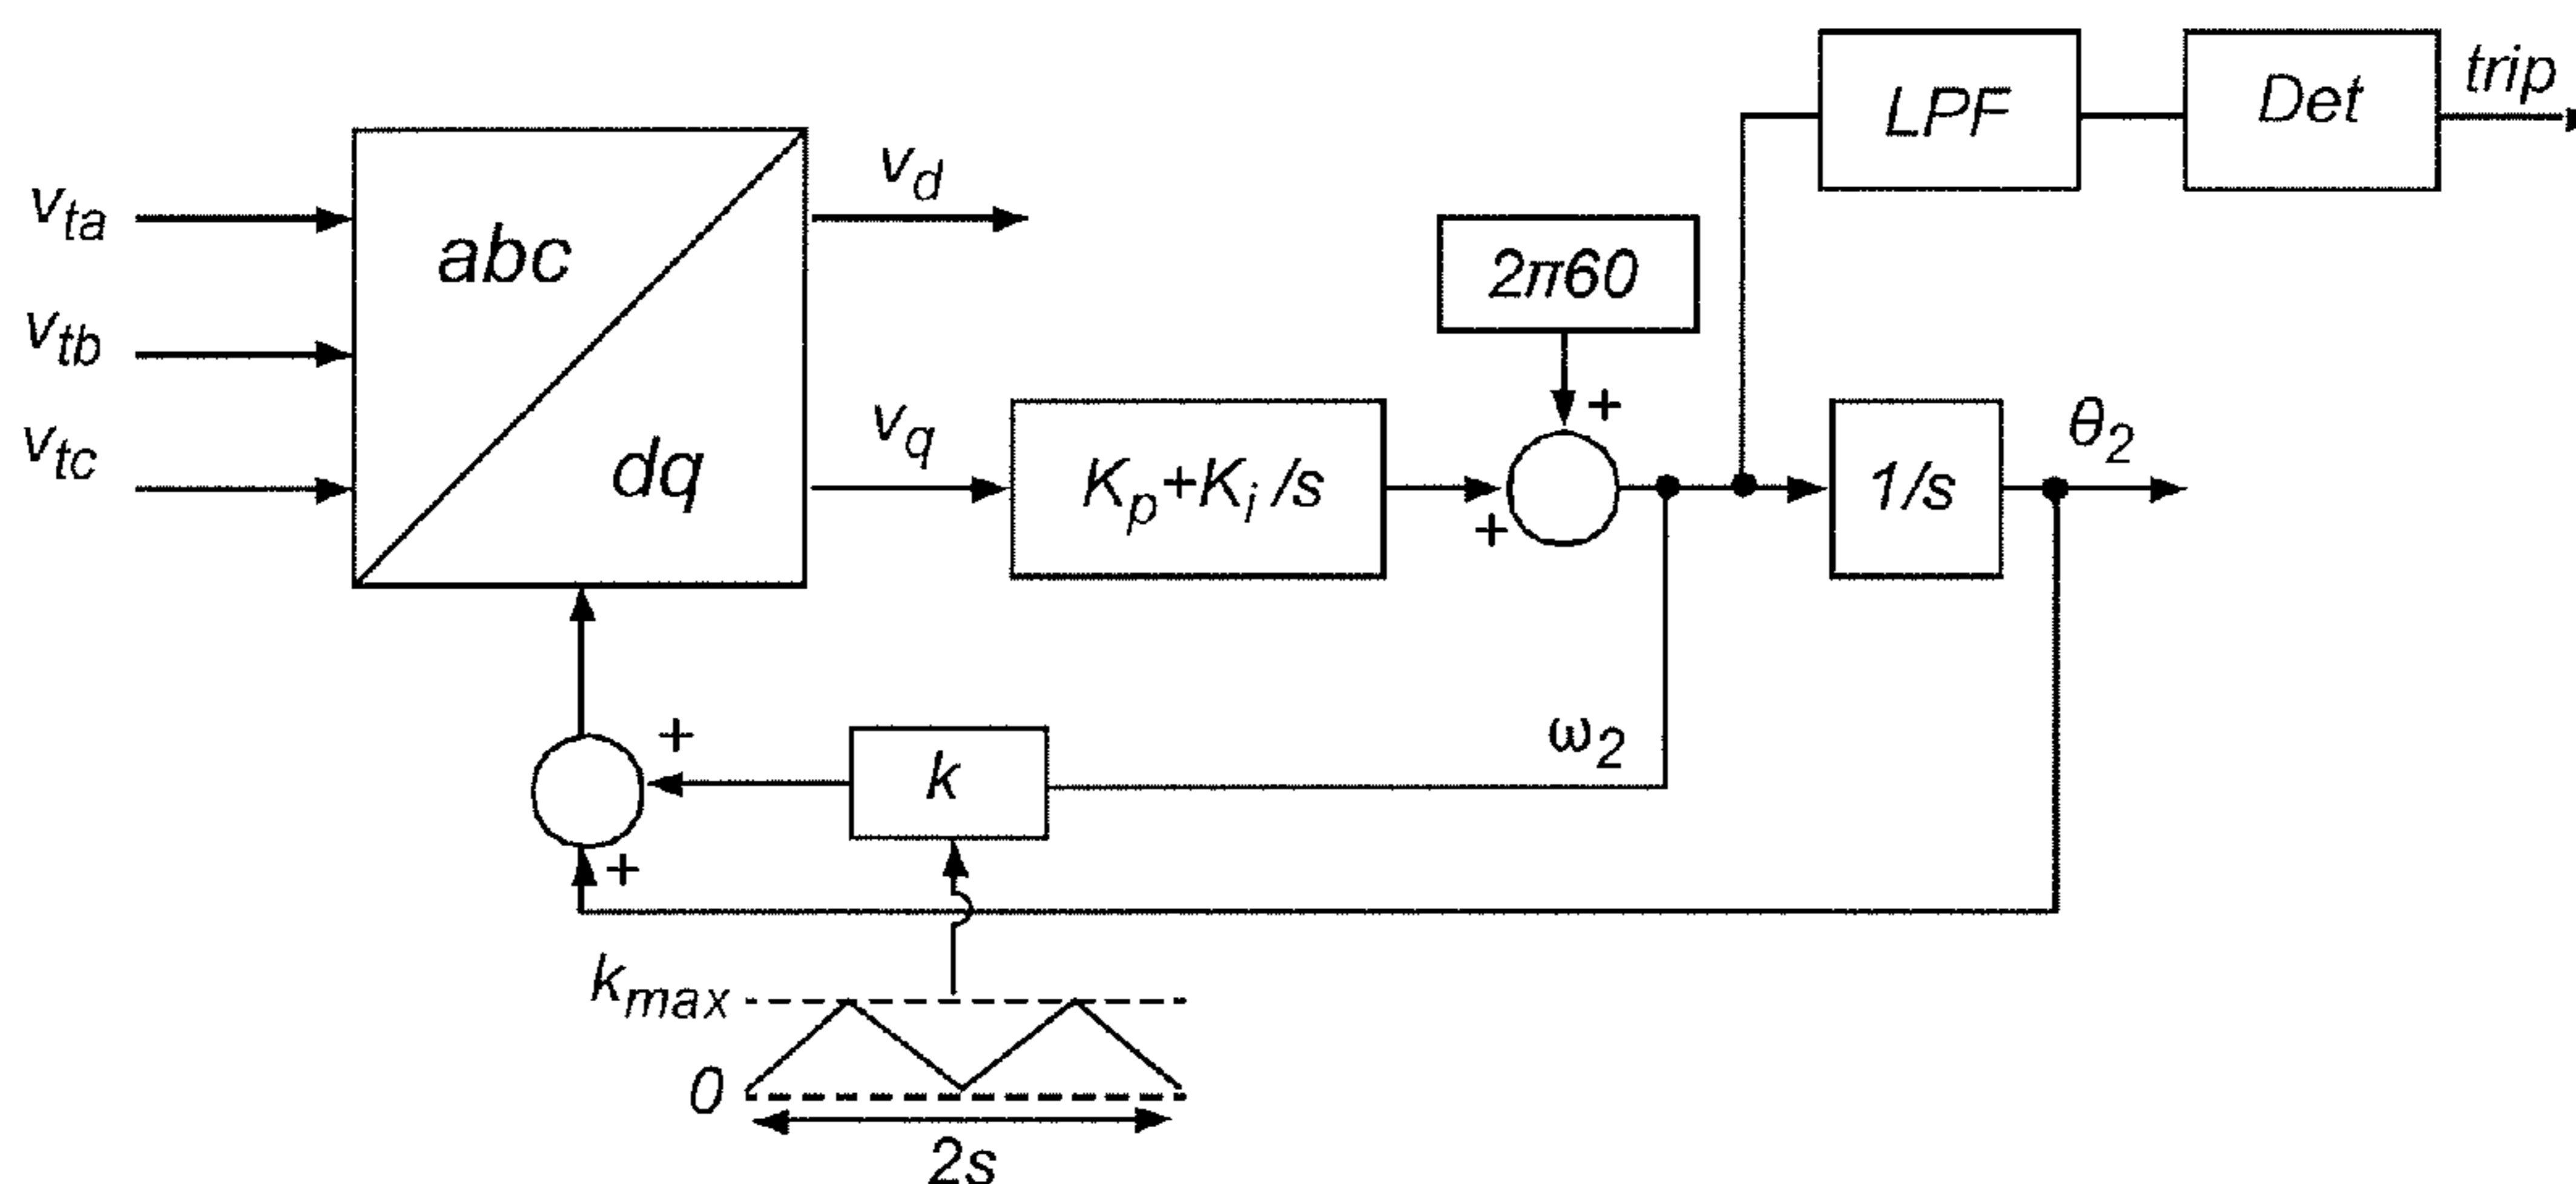 LPF
Det
trip
v_ta
abc
v_d
2π60
v_tb
+
v_tc
dq
v_q
K_p+K_i /s
+
1/s
θ_2
+
k
ω_2
+
k_max
0
2s